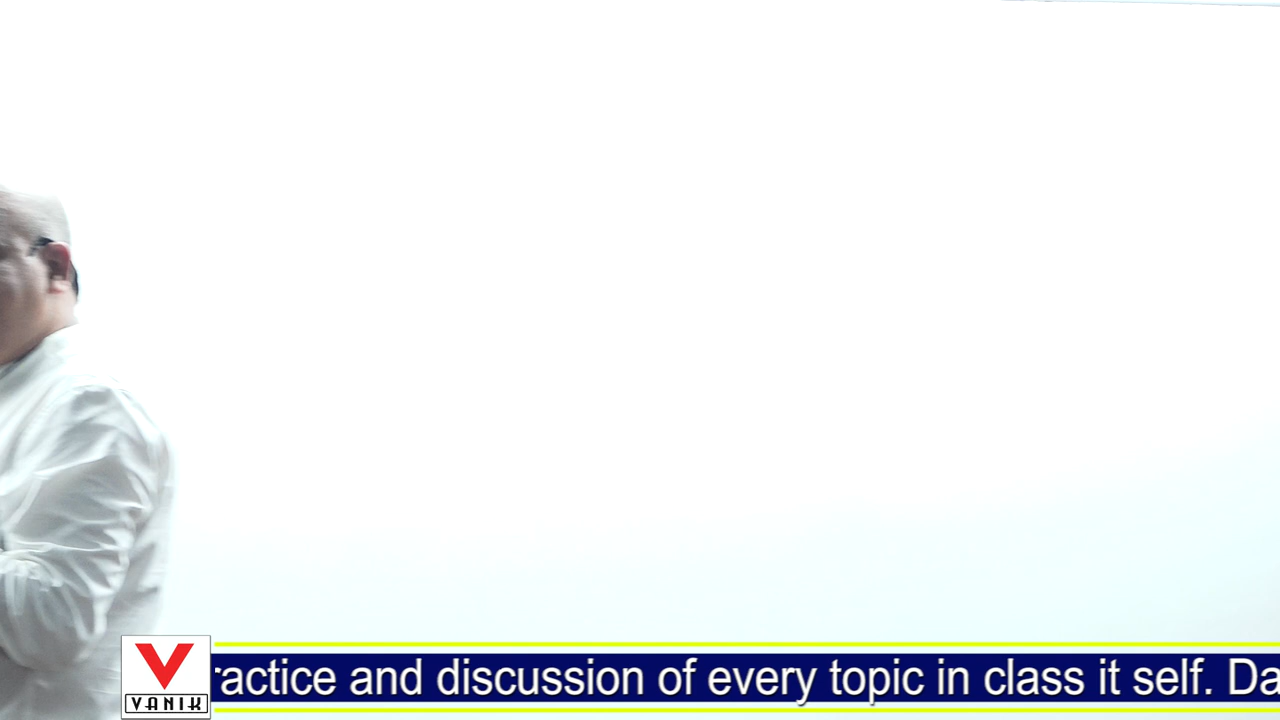 V
VANIK
ractice and discussion of every topic in class it self. Da